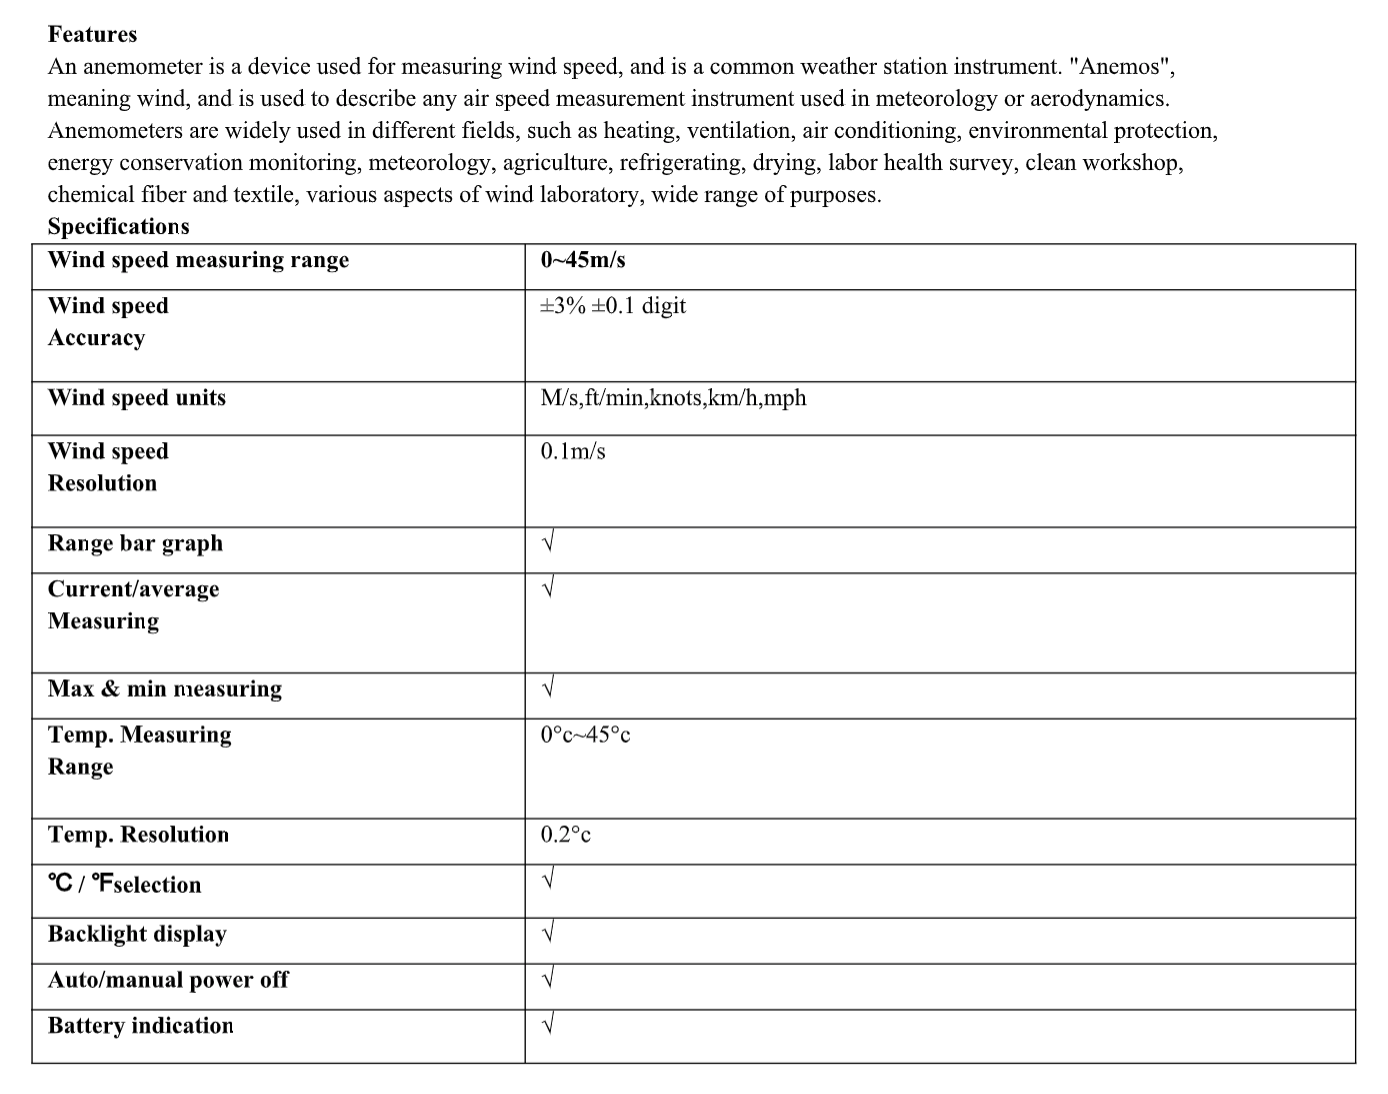 Features
An anemometer is a device used for measuring wind speed, and is a common weather station instrument. "Anemos",
meaning wind, and is used to describe any air speed measurement instrument used in meteorology or aerodynamics.
Anemometers are widely used in different fields, such as heating, ventilation, air conditioning, environmental protection,
energy conservation monitoring, meteorology, agriculture, refrigerating, drying, labor health survey, clean workshop,
chemical fiber and textile, various aspects of wind laboratory, wide range of purposes.
Specifications
Wind speed measuring range 0~45m/s
Wind speed ±3% ±0.1 digit
Accuracy
Wind speed units M/s,ft/min,knots,km/h,mph
Wind speed 0.1m/s
Resolution
Range bar graph √
Current/average √
Measuring
Max & min measuring √
Temp. Measuring 0°c~45°c
Range
Temp. Resolution 0.2°c
℃ / ℉selection √
Backlight display √
Auto/manual power off √
Battery indication √